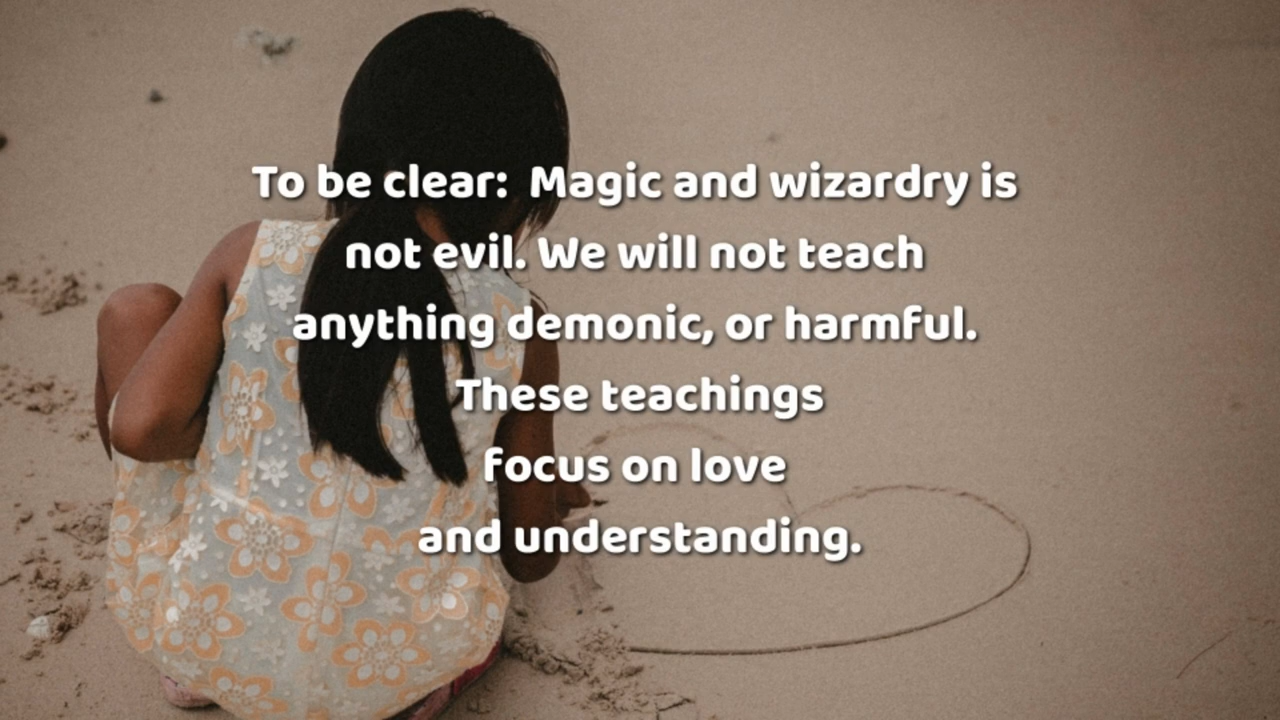 To be clear:  Magic and wizardry is
not evil. We will not teach
anything demonic, or harmful.
These teachings
focus on love
and understanding.